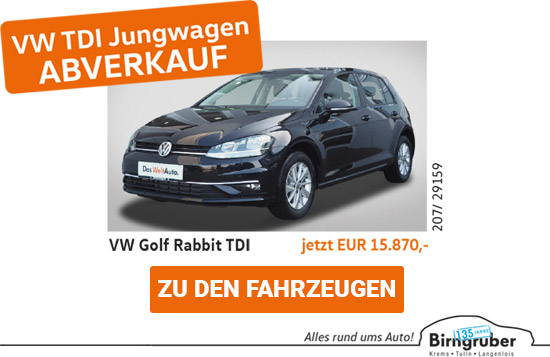 VW TDI Jungwagen
ABVERKAUF
Das WeltAuto.
207/ 29159
VW Golf Rabbit TDI
jetzt EUR 15.870,-
ZU DEN FAHRZEUGEN
Alles rund ums Auto!
135 JAHRE
Birngruber
Krems • Tulln • Langenlois